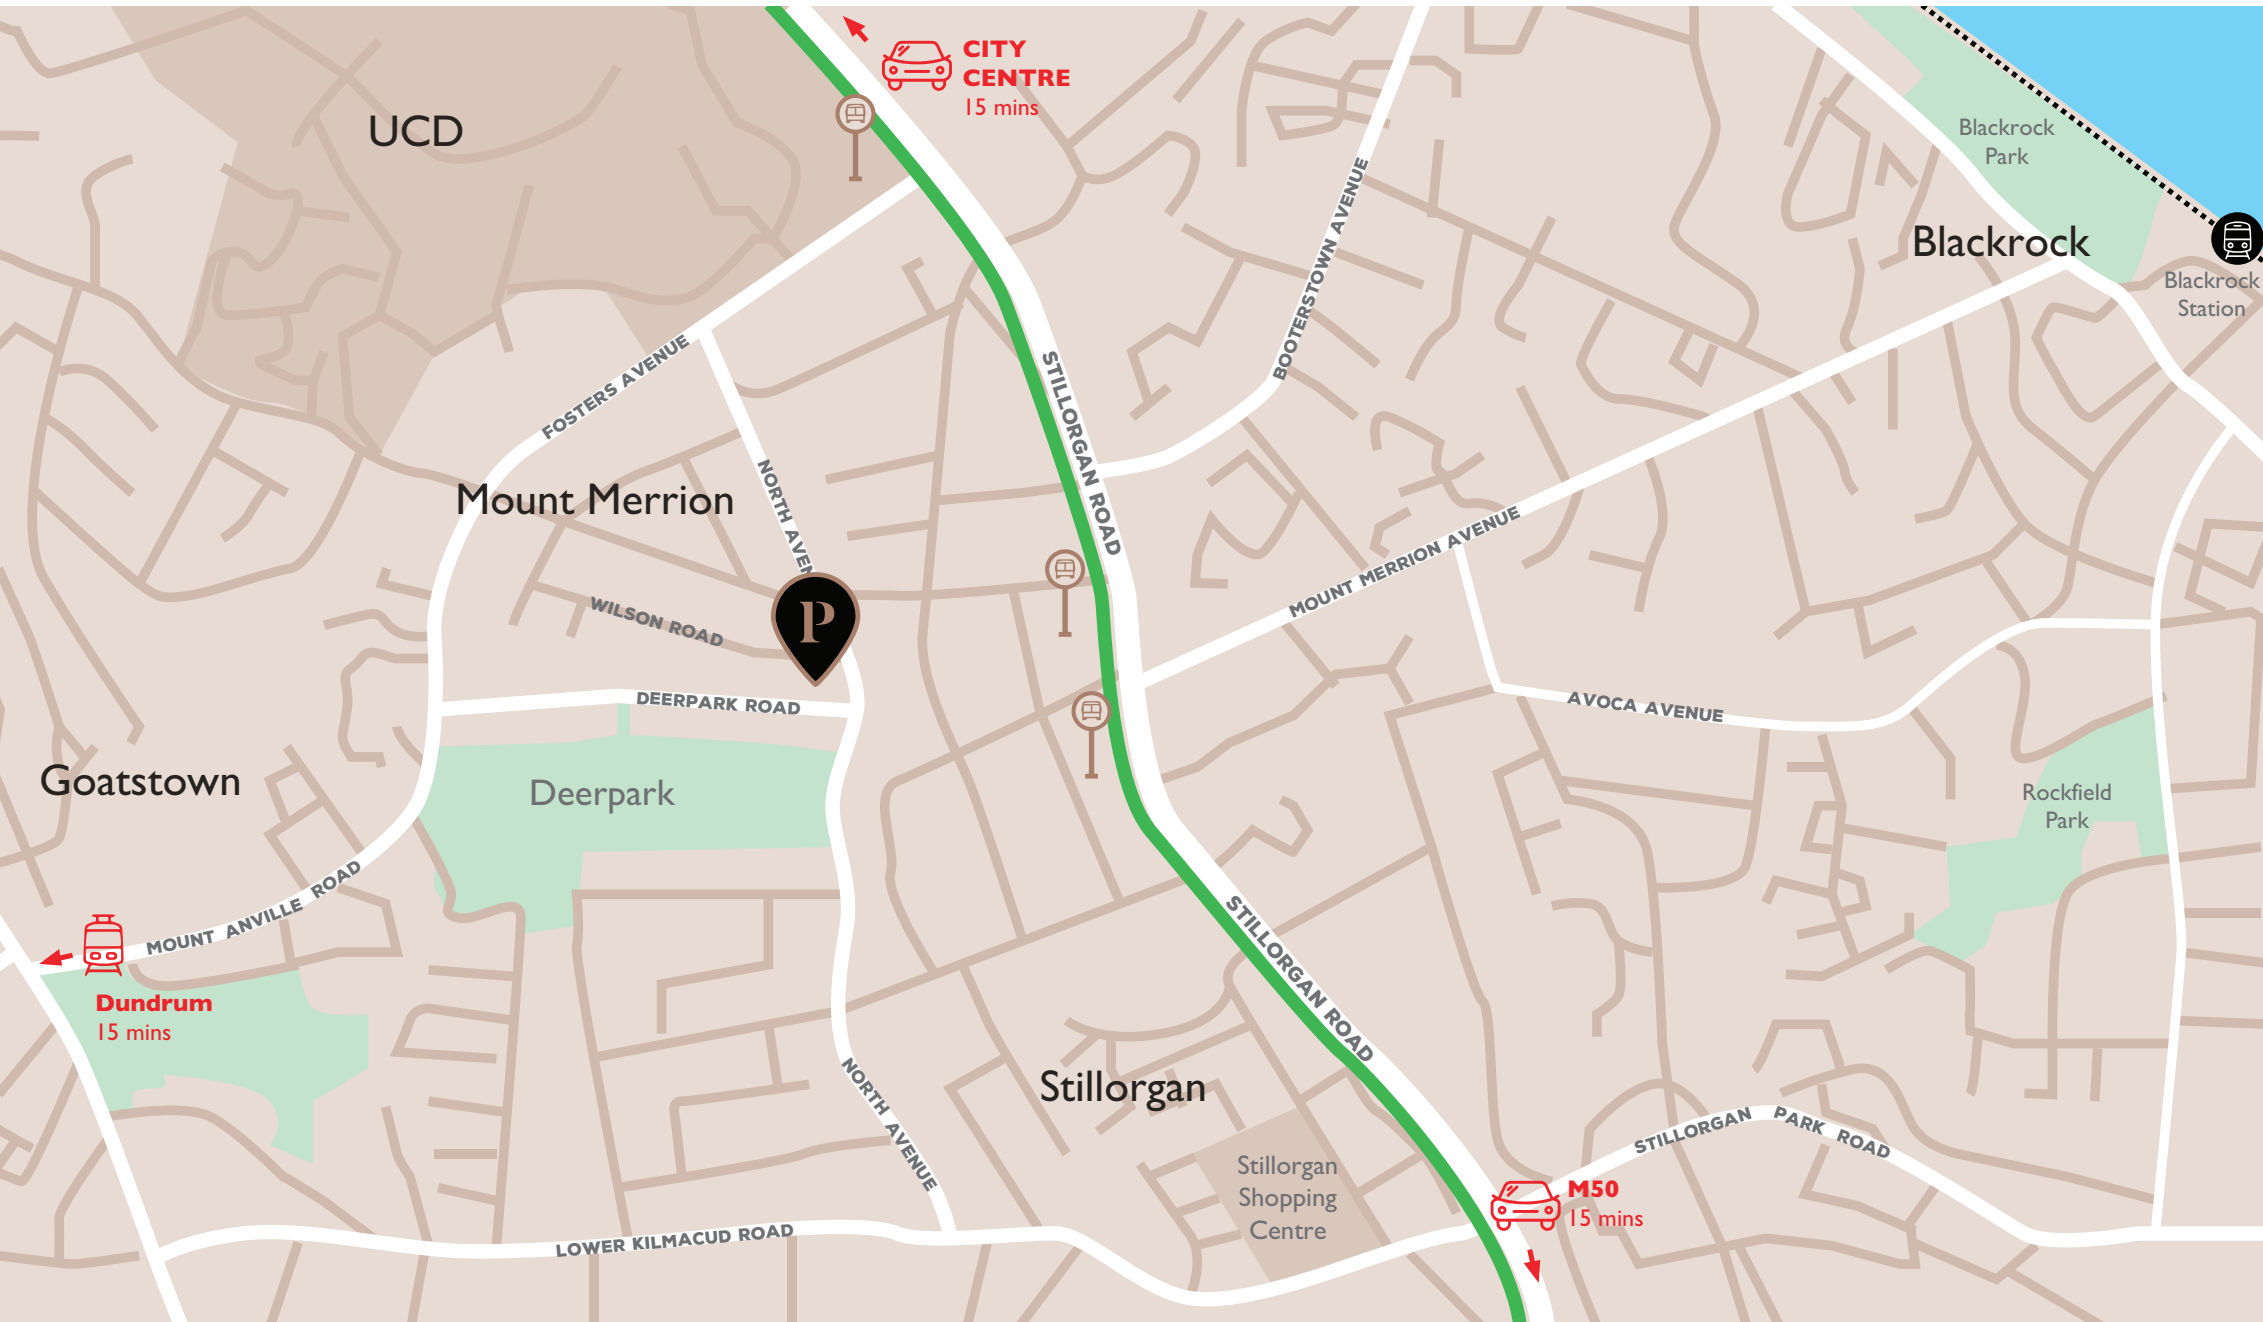 CITY
CENTRE
15 mins
UCD
Blackrock
Park
Blackrock
Blackrock
Station
BOOTERSTOWN AVENUE
FOSTERS AVENUE
STILLORGAN ROAD
NORTH AVEN
Mount Merrion
MOUNT MERRION AVENUE
WILSON ROAD
P
DEERPARK ROAD
AVOCA AVENUE
Goatstown
Deerpark
Rockfield
Park
MOUNT ANVILLE ROAD
STILLORGAN ROAD
Dundrum
15 mins
NORTH AVENUE
Stillorgan
STILLORGAN PARK ROAD
Stillorgan
Shopping
Centre
M50
15 mins
LOWER KILMACUD ROAD